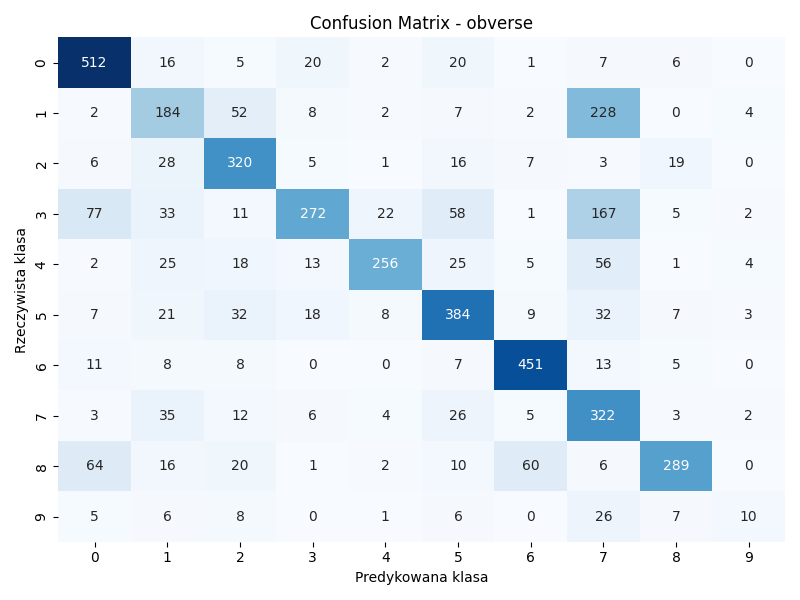 Confusion Matrix - obverse
Rzeczywista klasa
0 512 16 5 20 2 20 1 7 6 0
1 2 184 52 8 2 7 2 228 0 4
2 6 28 320 5 1 16 7 3 19 0
3 77 33 11 272 22 58 1 167 5 2
4 2 25 18 13 256 25 5 56 1 4
5 7 21 32 18 8 384 9 32 7 3
6 11 8 8 0 0 7 451 13 5 0
7 3 35 12 6 4 26 5 322 3 2
8 64 16 20 1 2 10 60 6 289 0
9 5 6 8 0 1 6 0 26 7 10
0 1 2 3 4 5 6 7 8 9
Predykowana klasa